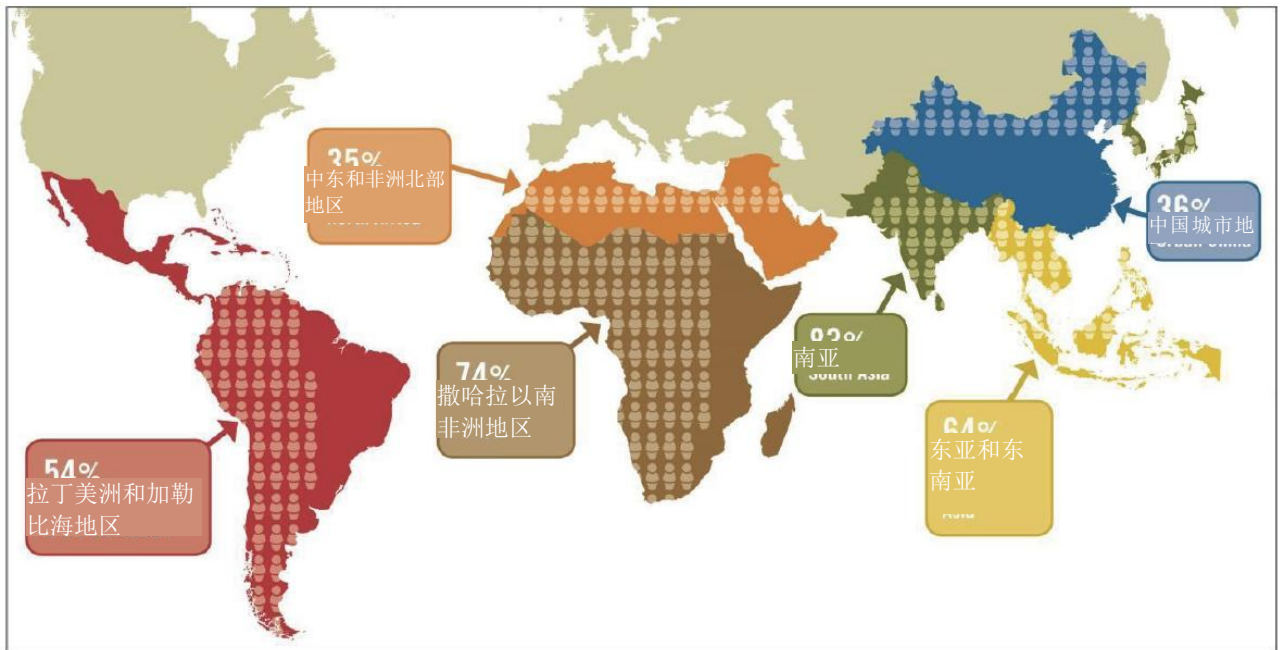 35%
中东和非洲北部
地区
36%
中国城市地
南亚
South Asia
74%
撒哈拉以南
非洲地区
64%
东亚和东
南亚
54%
拉丁美洲和加勒
比海地区